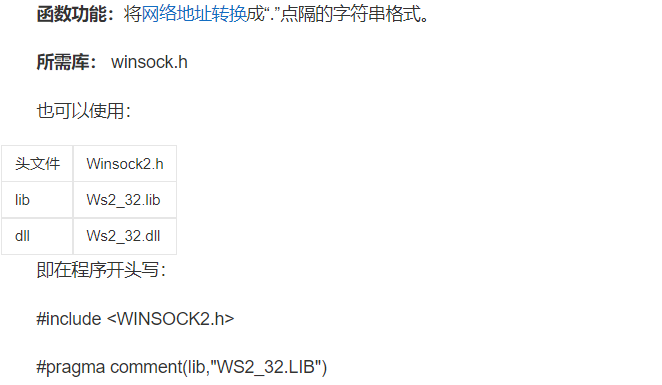 函数功能：将网络地址转换成“.”点隔的字符串格式。
所需库： winsock.h
也可以使用：
头文件 Winsock2.h
lib Ws2_32.lib
dll Ws2_32.dll
即在程序开头写：
#include <WINSOCK2.h>
#pragma comment(lib,"WS2_32.LIB")